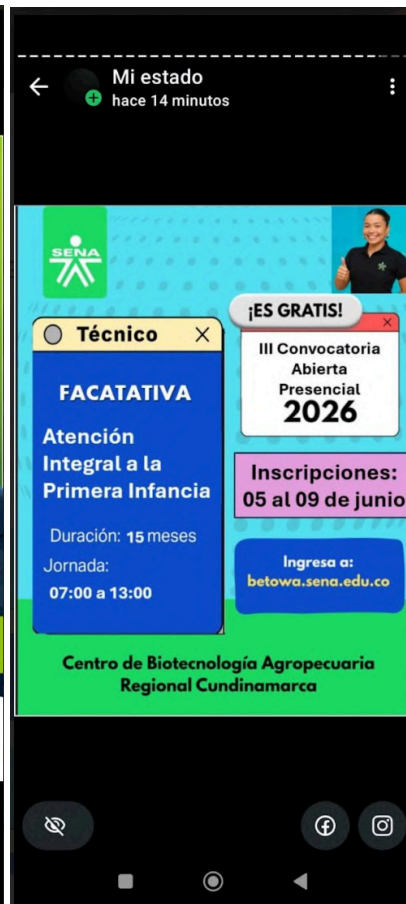 Mi estado
hace 14 minutos
SENA
¡ES GRATIS!
Técnico
III Convocatoria
Abierta
Presencial
2026
FACATATIVA
Atención
Integral a la
Primera Infancia
Inscripciones:
05 al 09 de junio
Duración: 15 meses
Jornada:
07:00 a 13:00
Ingresa a:
betowa.sena.edu.co
Centro de Biotecnología Agropecuaria
Regional Cundinamarca